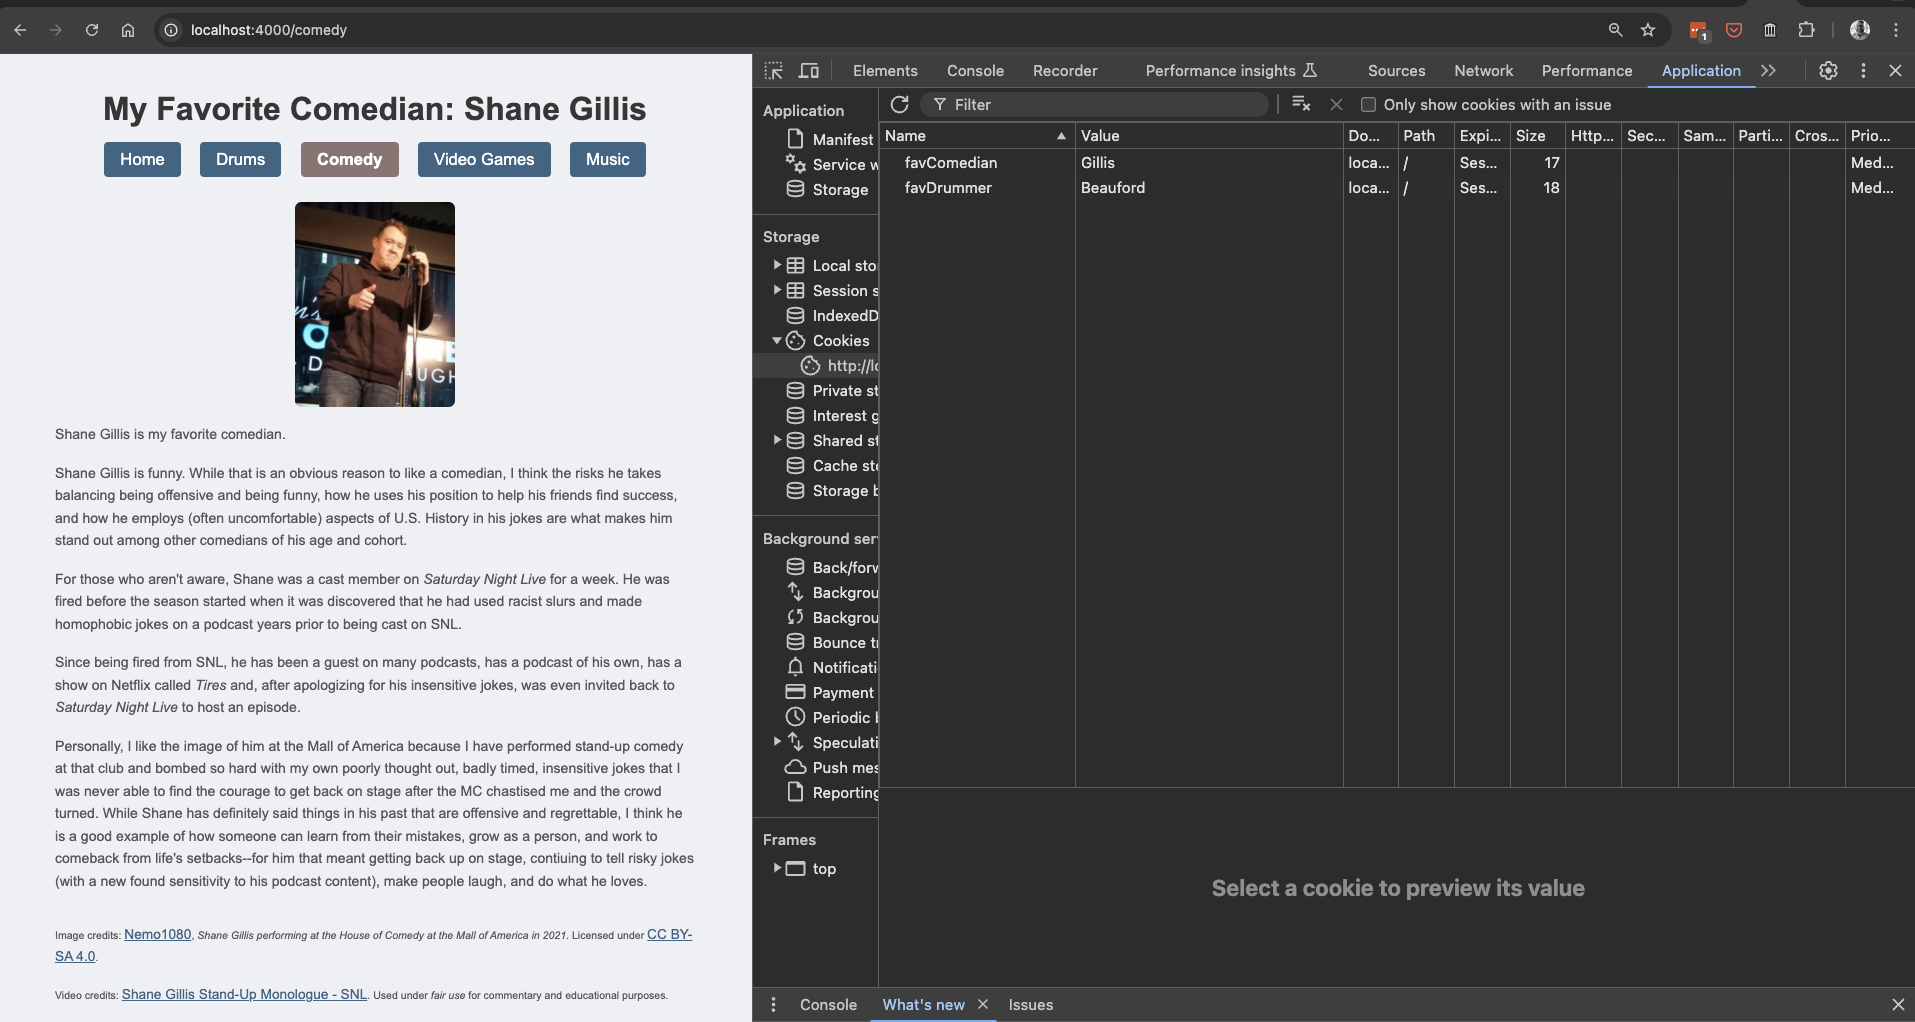 localhost:4000/comedy
1
My Favorite Comedian: Shane Gillis
Home Drums Comedy Video Games Music
Shane Gillis is my favorite comedian.
Shane Gillis is funny. While that is an obvious reason to like a comedian, I think the risks he takes
balancing being offensive and being funny, how he uses his position to help his friends find success,
and how he employs (often uncomfortable) aspects of U.S. History in his jokes are what makes him
stand out among other comedians of his age and cohort.
For those who aren't aware, Shane was a cast member on Saturday Night Live for a week. He was
fired before the season started when it was discovered that he had used racist slurs and made
homophobic jokes on a podcast years prior to being cast on SNL.
Since being fired from SNL, he has been a guest on many podcasts, has a podcast of his own, has a
show on Netflix called Tires and, after apologizing for his insensitive jokes, was even invited back to
Saturday Night Live to host an episode.
Personally, I like the image of him at the Mall of America because I have performed stand-up comedy
at that club and bombed so hard with my own poorly thought out, badly timed, insensitive jokes that I
was never able to find the courage to get back on stage after the MC chastised me and the crowd
turned. While Shane has definitely said things in his past that are offensive and regrettable, I think he
is a good example of how someone can learn from their mistakes, grow as a person, and work to
comeback from life's setbacks--for him that meant getting back up on stage, contiuing to tell risky jokes
(with a new found sensitivity to his podcast content), make people laugh, and do what he loves.
Image credits: Nemo1080, Shane Gillis performing at the House of Comedy at the Mall of America in 2021. Licensed under CC BY-
SA 4.0.
Video credits: Shane Gillis Stand-Up Monologue - SNL. Used under fair use for commentary and educational purposes.
Elements Console Recorder Performance insights Sources Network Performance Application
Application
Manifest
Service w
Storage
Storage
Local sto
Session s
IndexedD
Cookies
http://lo
Private st
Interest g
Shared st
Cache sto
Storage b
Background ser
Back/forw
Backgrou
Backgrou
Bounce tr
Notificati
Payment
Periodic b
Speculati
Push mes
Reporting
Frames
top
Filter Only show cookies with an issue
Name Value Do... Path Expi... Size Http... Sec... Sam... Parti... Cros... Prio...
favComedian Gillis loca... / Ses... 17 Med...
favDrummer Beauford loca... / Ses... 18 Med...
Select a cookie to preview its value
Console What's new Issues